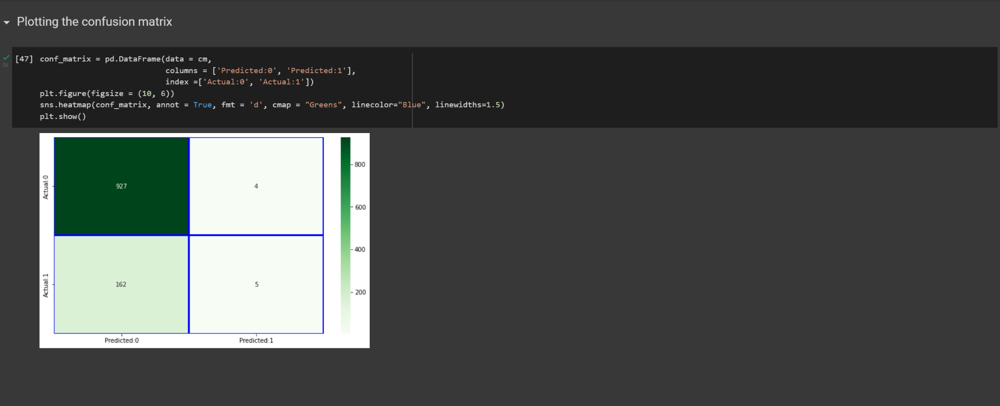 Plotting the confusion matrix
0s
[47] conf_matrix = pd.DataFrame(data = cm,
columns = ['Predicted:0', 'Predicted:1'],
index =['Actual:0', 'Actual:1'])
plt.figure(figsize = (10, 6))
sns.heatmap(conf_matrix, annot = True, fmt = 'd', cmap = "Greens", linecolor="Blue", linewidths=1.5)
plt.show()
Actual:0
927
4
Actual:1
162
5
Predicted:0
Predicted:1
800
600
400
200